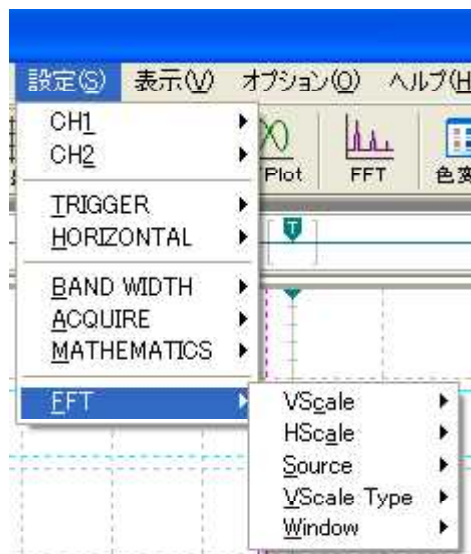 設定(S) 表示(V) オプション(O) ヘルプ(H
CH1
CH2
Plot FFT 色変
TRIGGER
HORIZONTAL
T
BAND WIDTH
ACQUIRE
MATHEMATICS
FFT
VScale
HScale
Source
VScale Type
Window